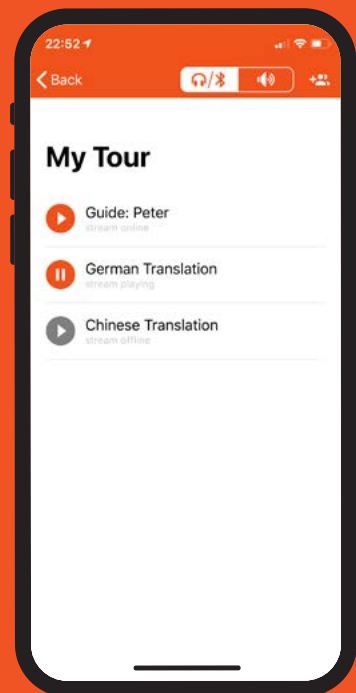 22:52
Back
My Tour
Guide: Peter
stream online
German Translation
stream playing
Chinese Translation
stream offline